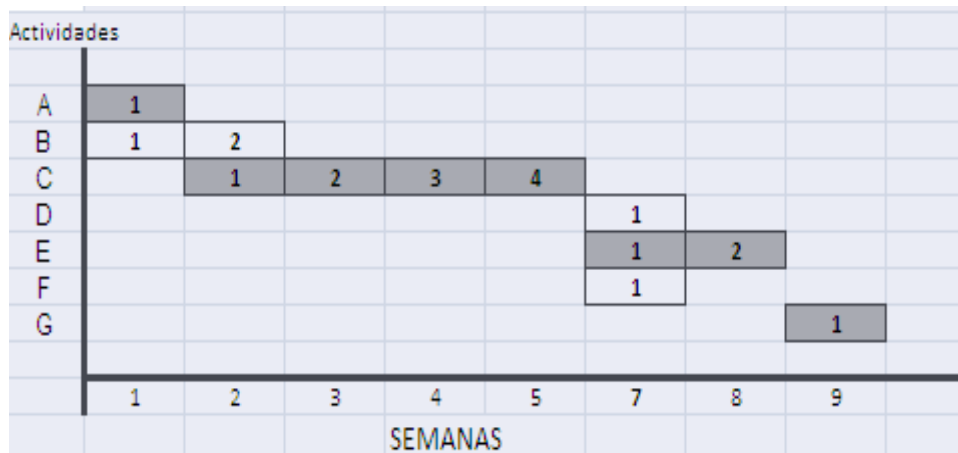 Actividades
A 1
B 1 2
C 1 2 3 4
D 1
E 1 2
F 1
G 1
1 2 3 4 5 7 8 9
SEMANAS